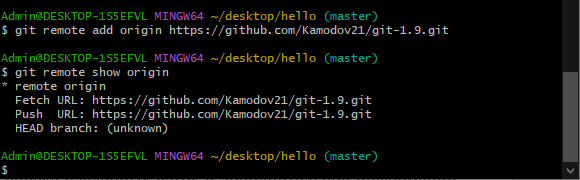 Admin@DESKTOP-1S5EFVL MINGW64 ~/desktop/hello (master)
$ git remote add origin https://github.com/Kamodov21/git-1.9.git
Admin@DESKTOP-1S5EFVL MINGW64 ~/desktop/hello (master)
$ git remote show origin
* remote origin
  Fetch URL: https://github.com/Kamodov21/git-1.9.git
  Push  URL: https://github.com/Kamodov21/git-1.9.git
  HEAD branch: (unknown)
Admin@DESKTOP-1S5EFVL MINGW64 ~/desktop/hello (master)
$